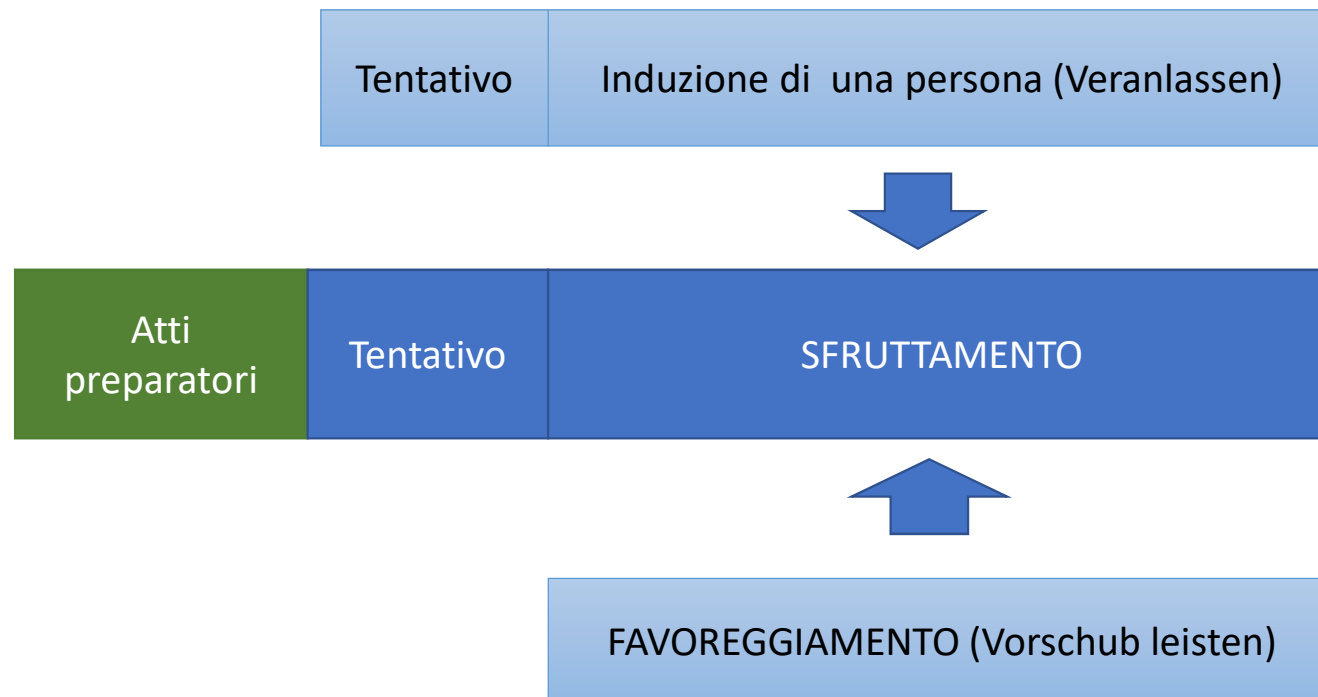 Tentativo
Induzione di una persona (Veranlassen)
Atti
preparatori
Tentativo
SFRUTTAMENTO
FAVOREGGIAMENTO (Vorschub leisten)